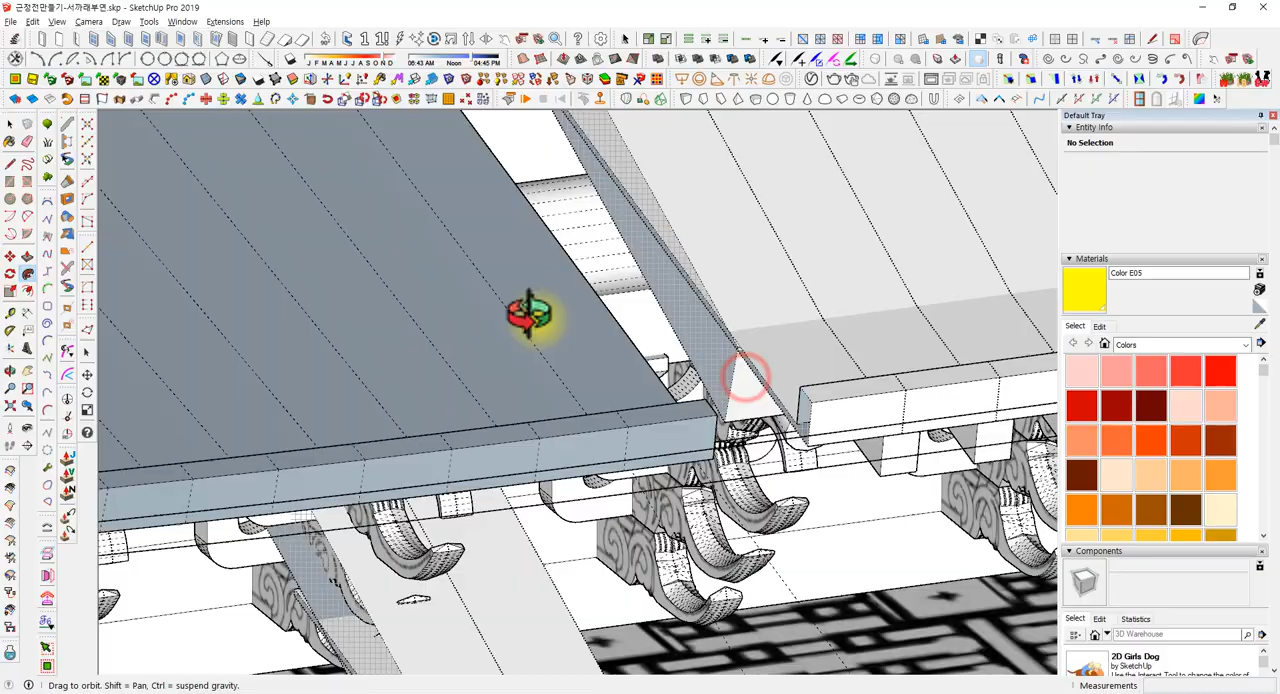 근정전만들기-서까래부연.skp - SketchUp Pro 2019
File Edit View Camera Draw Tools Window Extensions Help
J F M A M J J A S O N D 06:43 AM Noon 04:45 PM
Default Tray
Entity Info
No Selection
Materials
Color E05
Select Edit
Colors
Components
Select Edit Statistics
3D Warehouse
2D Girls Dog
by SketchUp
Drag to orbit. Shift = Pan, Ctrl = suspend gravity.
Measurements